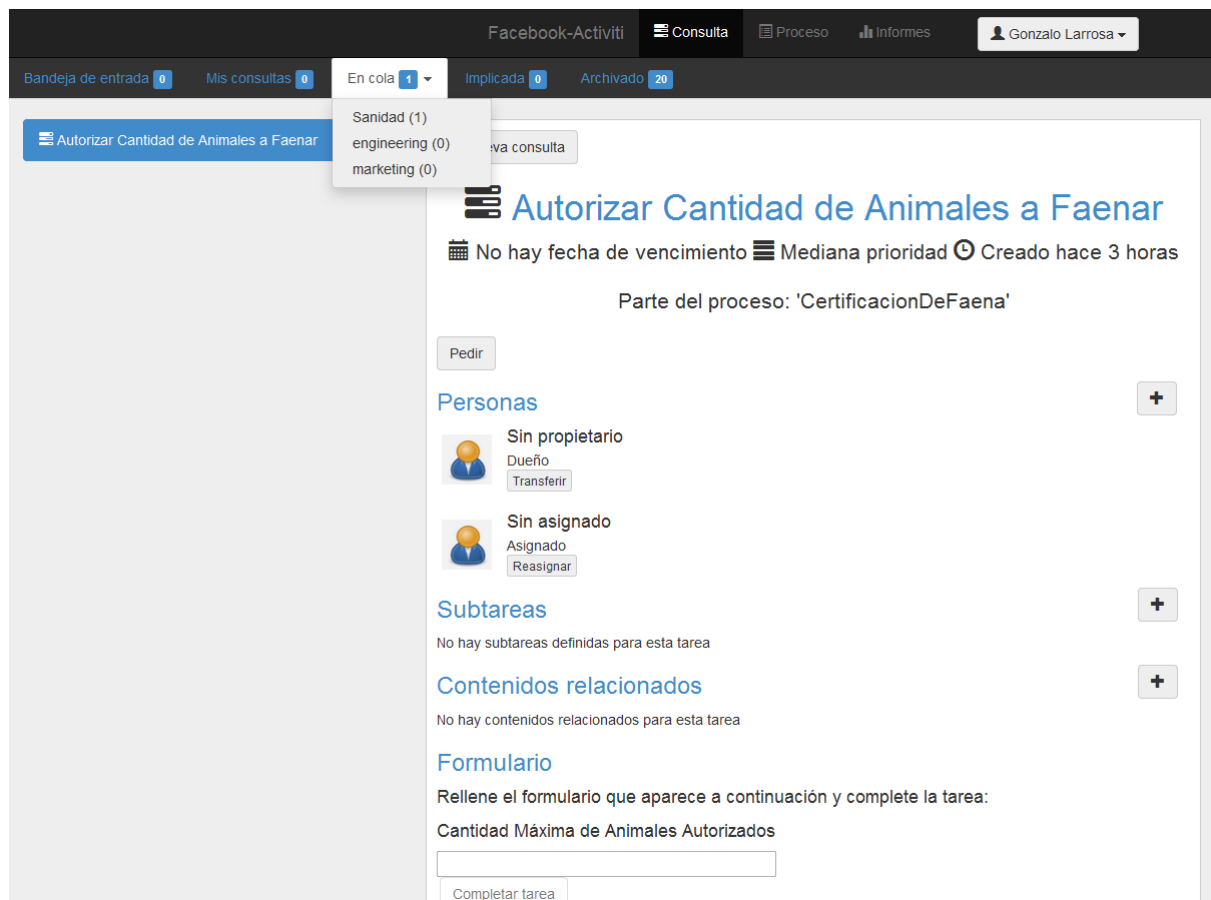 Facebook-Activiti Consulta Proceso Informes Gonzalo Larrosa
Bandeja de entrada 0 Mis consultas 0 En cola 1 Implicada 0 Archivado 20
Sanidad (1)
engineering (0)
marketing (0)
Autorizar Cantidad de Animales a Faenar
consulta
Autorizar Cantidad de Animales a Faenar
No hay fecha de vencimiento Mediana prioridad Creado hace 3 horas
Parte del proceso: 'CertificacionDeFaena'
Pedir
Personas
Sin propietario
Dueño
Transferir
Sin asignado
Asignado
Reasignar
Subtareas
No hay subtareas definidas para esta tarea
Contenidos relacionados
No hay contenidos relacionados para esta tarea
Formulario
Rellene el formulario que aparece a continuación y complete la tarea:
Cantidad Máxima de Animales Autorizados
Completar tarea